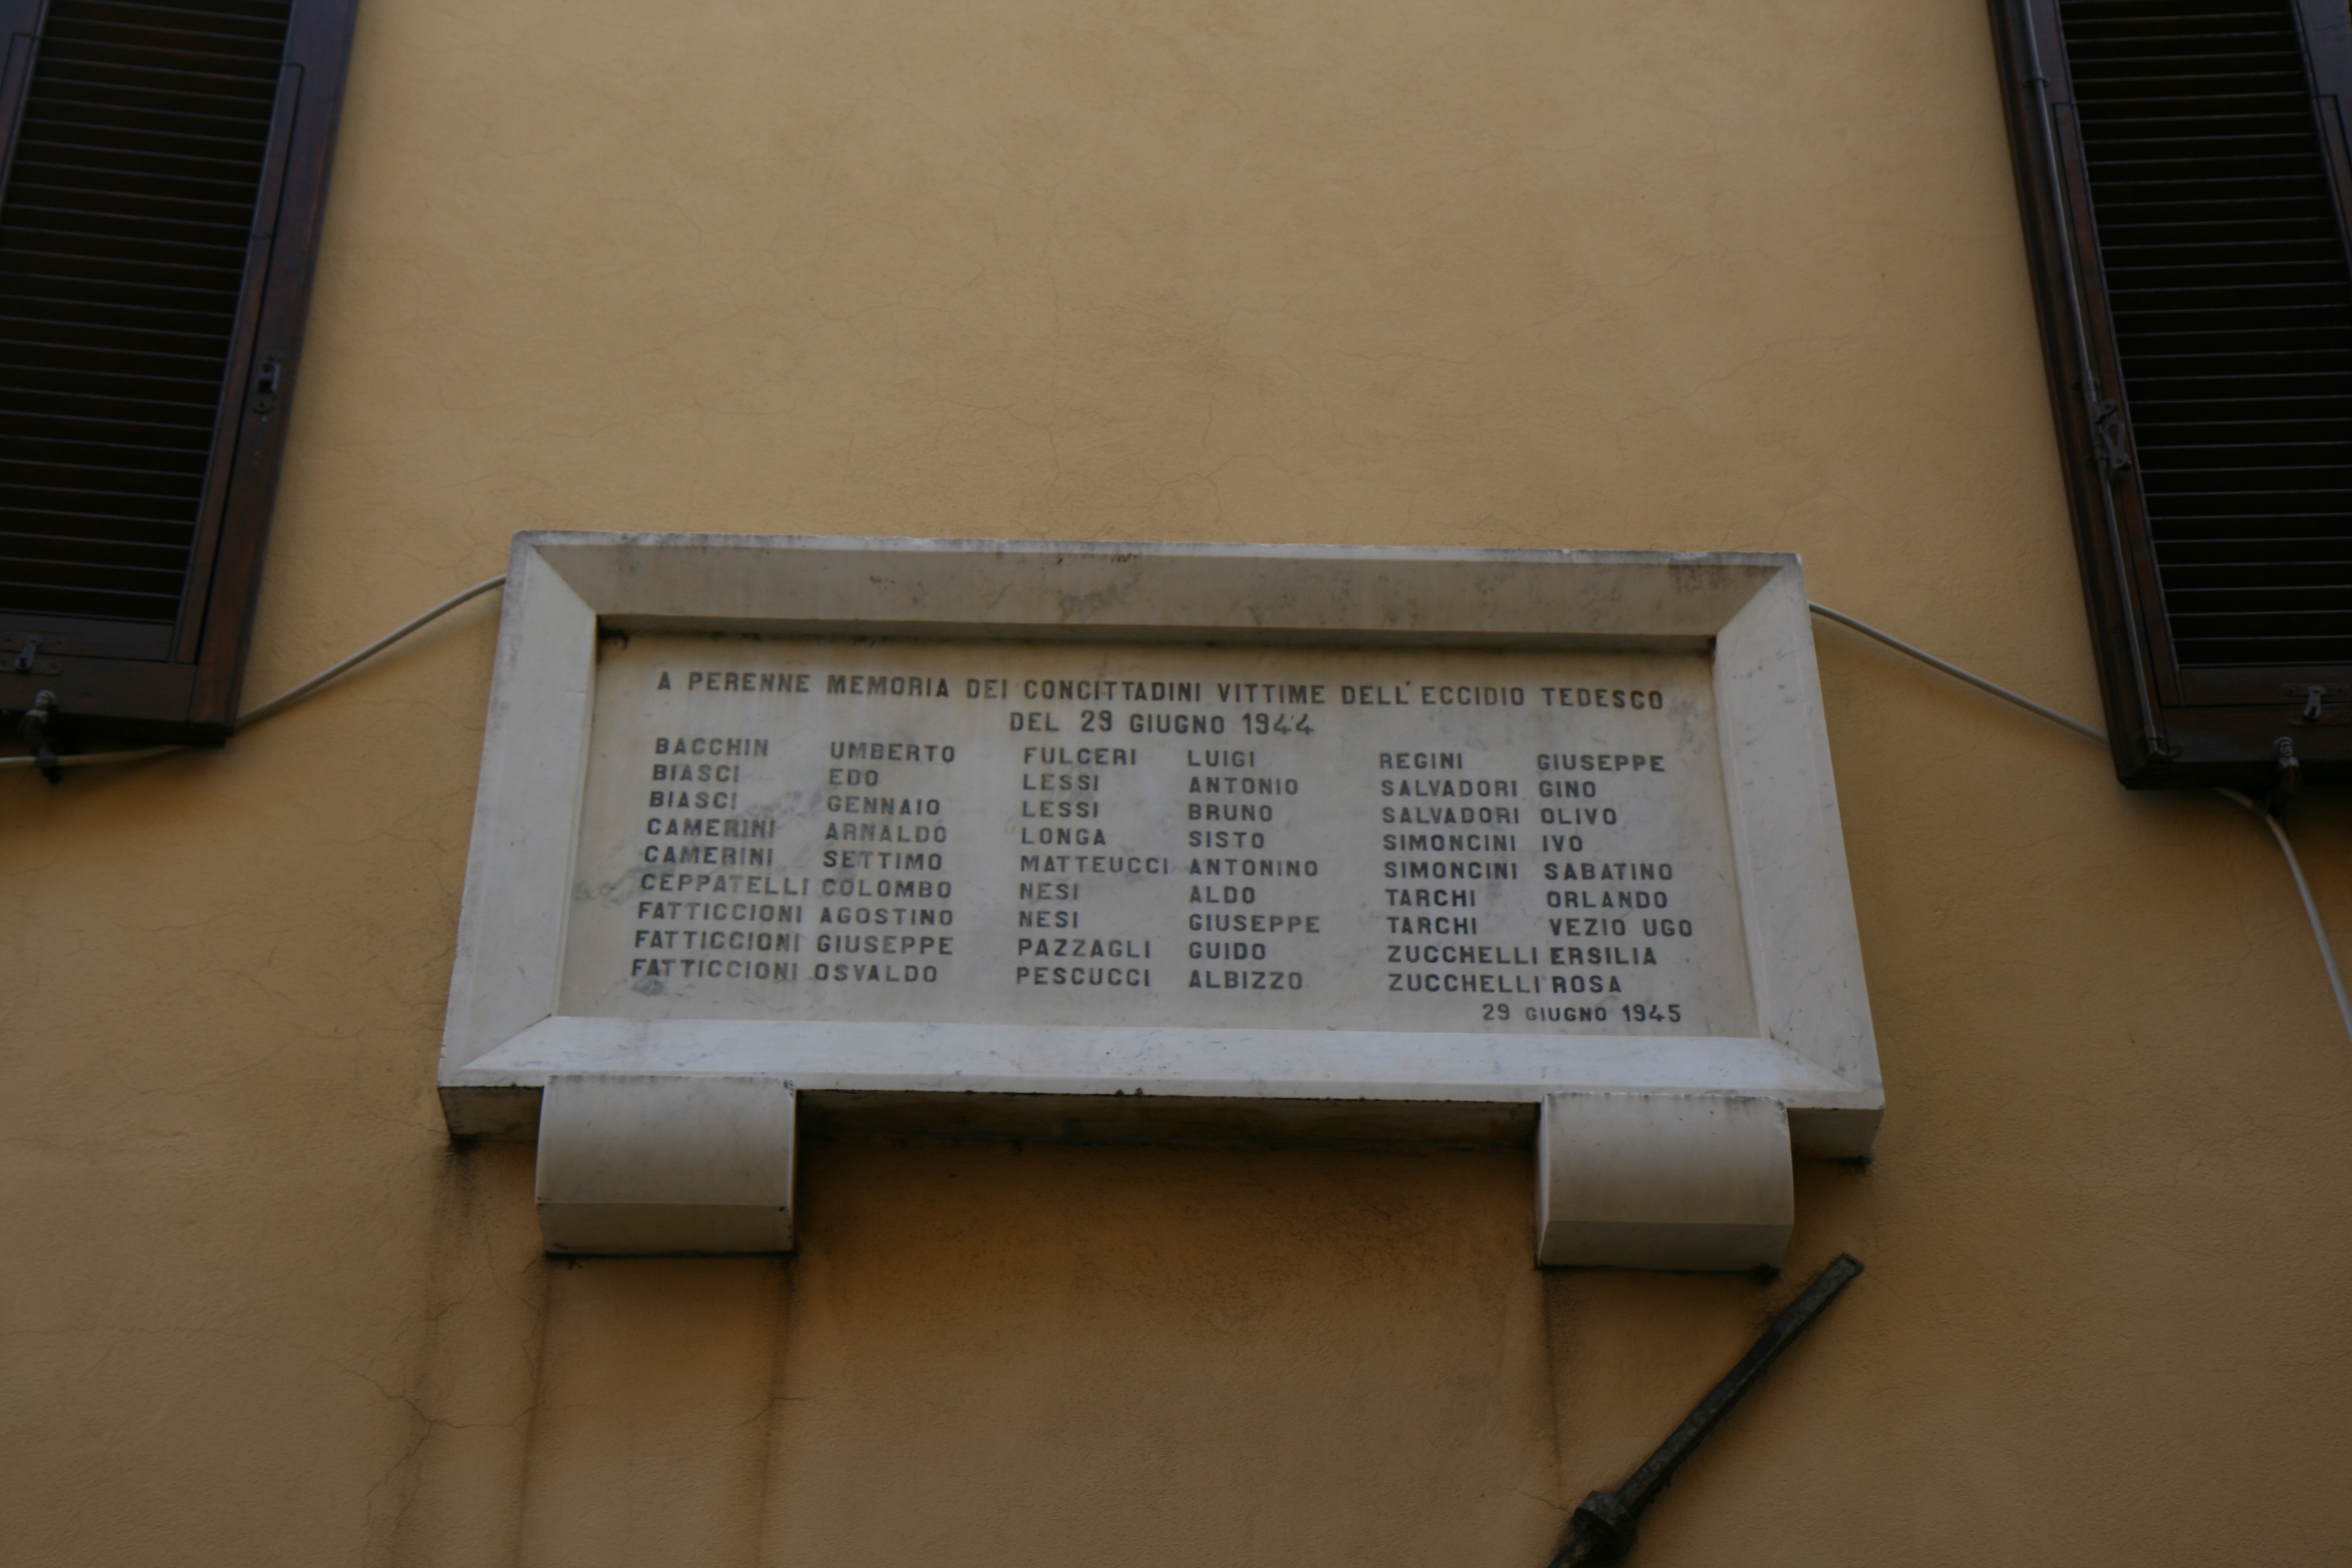 A PERENNE MEMORIA DEI CONCITTADINI VITTIME DELL'ECCIDIO TEDESCO
DEL 29 GIUGNO 1944
BACCHIN UMBERTO FULCERI LUIGI REGINI GIUSEPPE
BIASCI EDO LESSI ANTONIO SALVADORI GINO
BIASCI GENNAIO LESSI BRUNO SALVADORI OLIVO
CAMERINI ARNALDO LONGA SISTO SIMONCINI IVO
CAMERINI SETTIMO MATTEUCCI ANTONINO SIMONCINI SABATINO
CEPPATELLI COLOMBO NESI ALDO TARCHI ORLANDO
FATTICCIONI AGOSTINO NESI GIUSEPPE TARCHI VEZIO UGO
FATTICCIONI GIUSEPPE PAZZAGLI GUIDO ZUCCHELLI ERSILIA
FATTICCIONI OSVALDO PESCUCCI ALBIZZO ZUCCHELLI ROSA
29 GIUGNO 1945